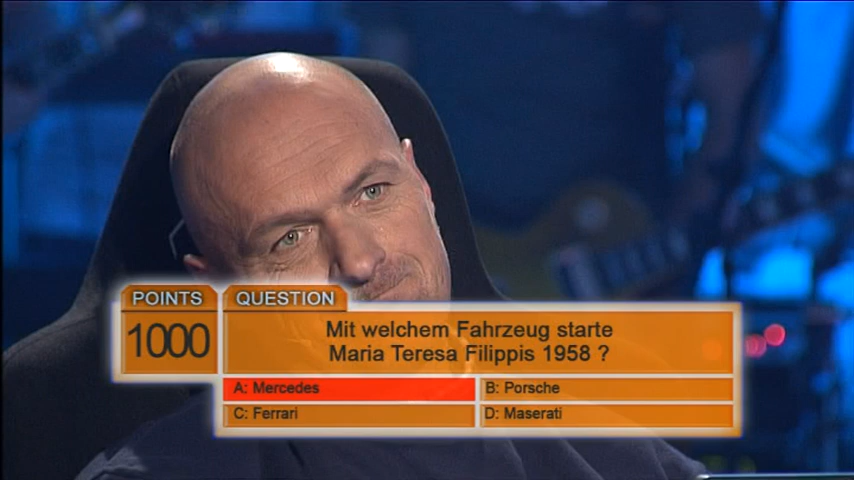 POINTS QUESTION
1000
Mit welchem Fahrzeug starte
Maria Teresa Filippis 1958 ?
A: Mercedes
B: Porsche
C: Ferrari
D: Maserati